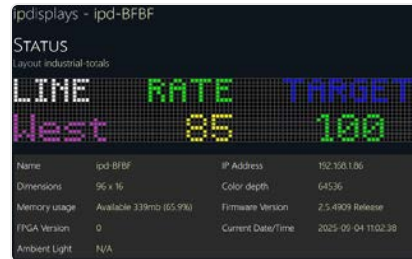 ipdisplays - ipd-BFBF
STATUS
Layout industrial-totals
LINE RATE TARGET
West 85 100
Name ipd-BFBF IP Address 192.158.1.86
Dimensions 96 x 16 Color depth 64536
Memory usage Available 339mb (65.9%) Firmware Version 2.5.4909 Release
FPGA Version 0 Current Date/Time 2025-09-04 11:02:38
Ambient Light N/A